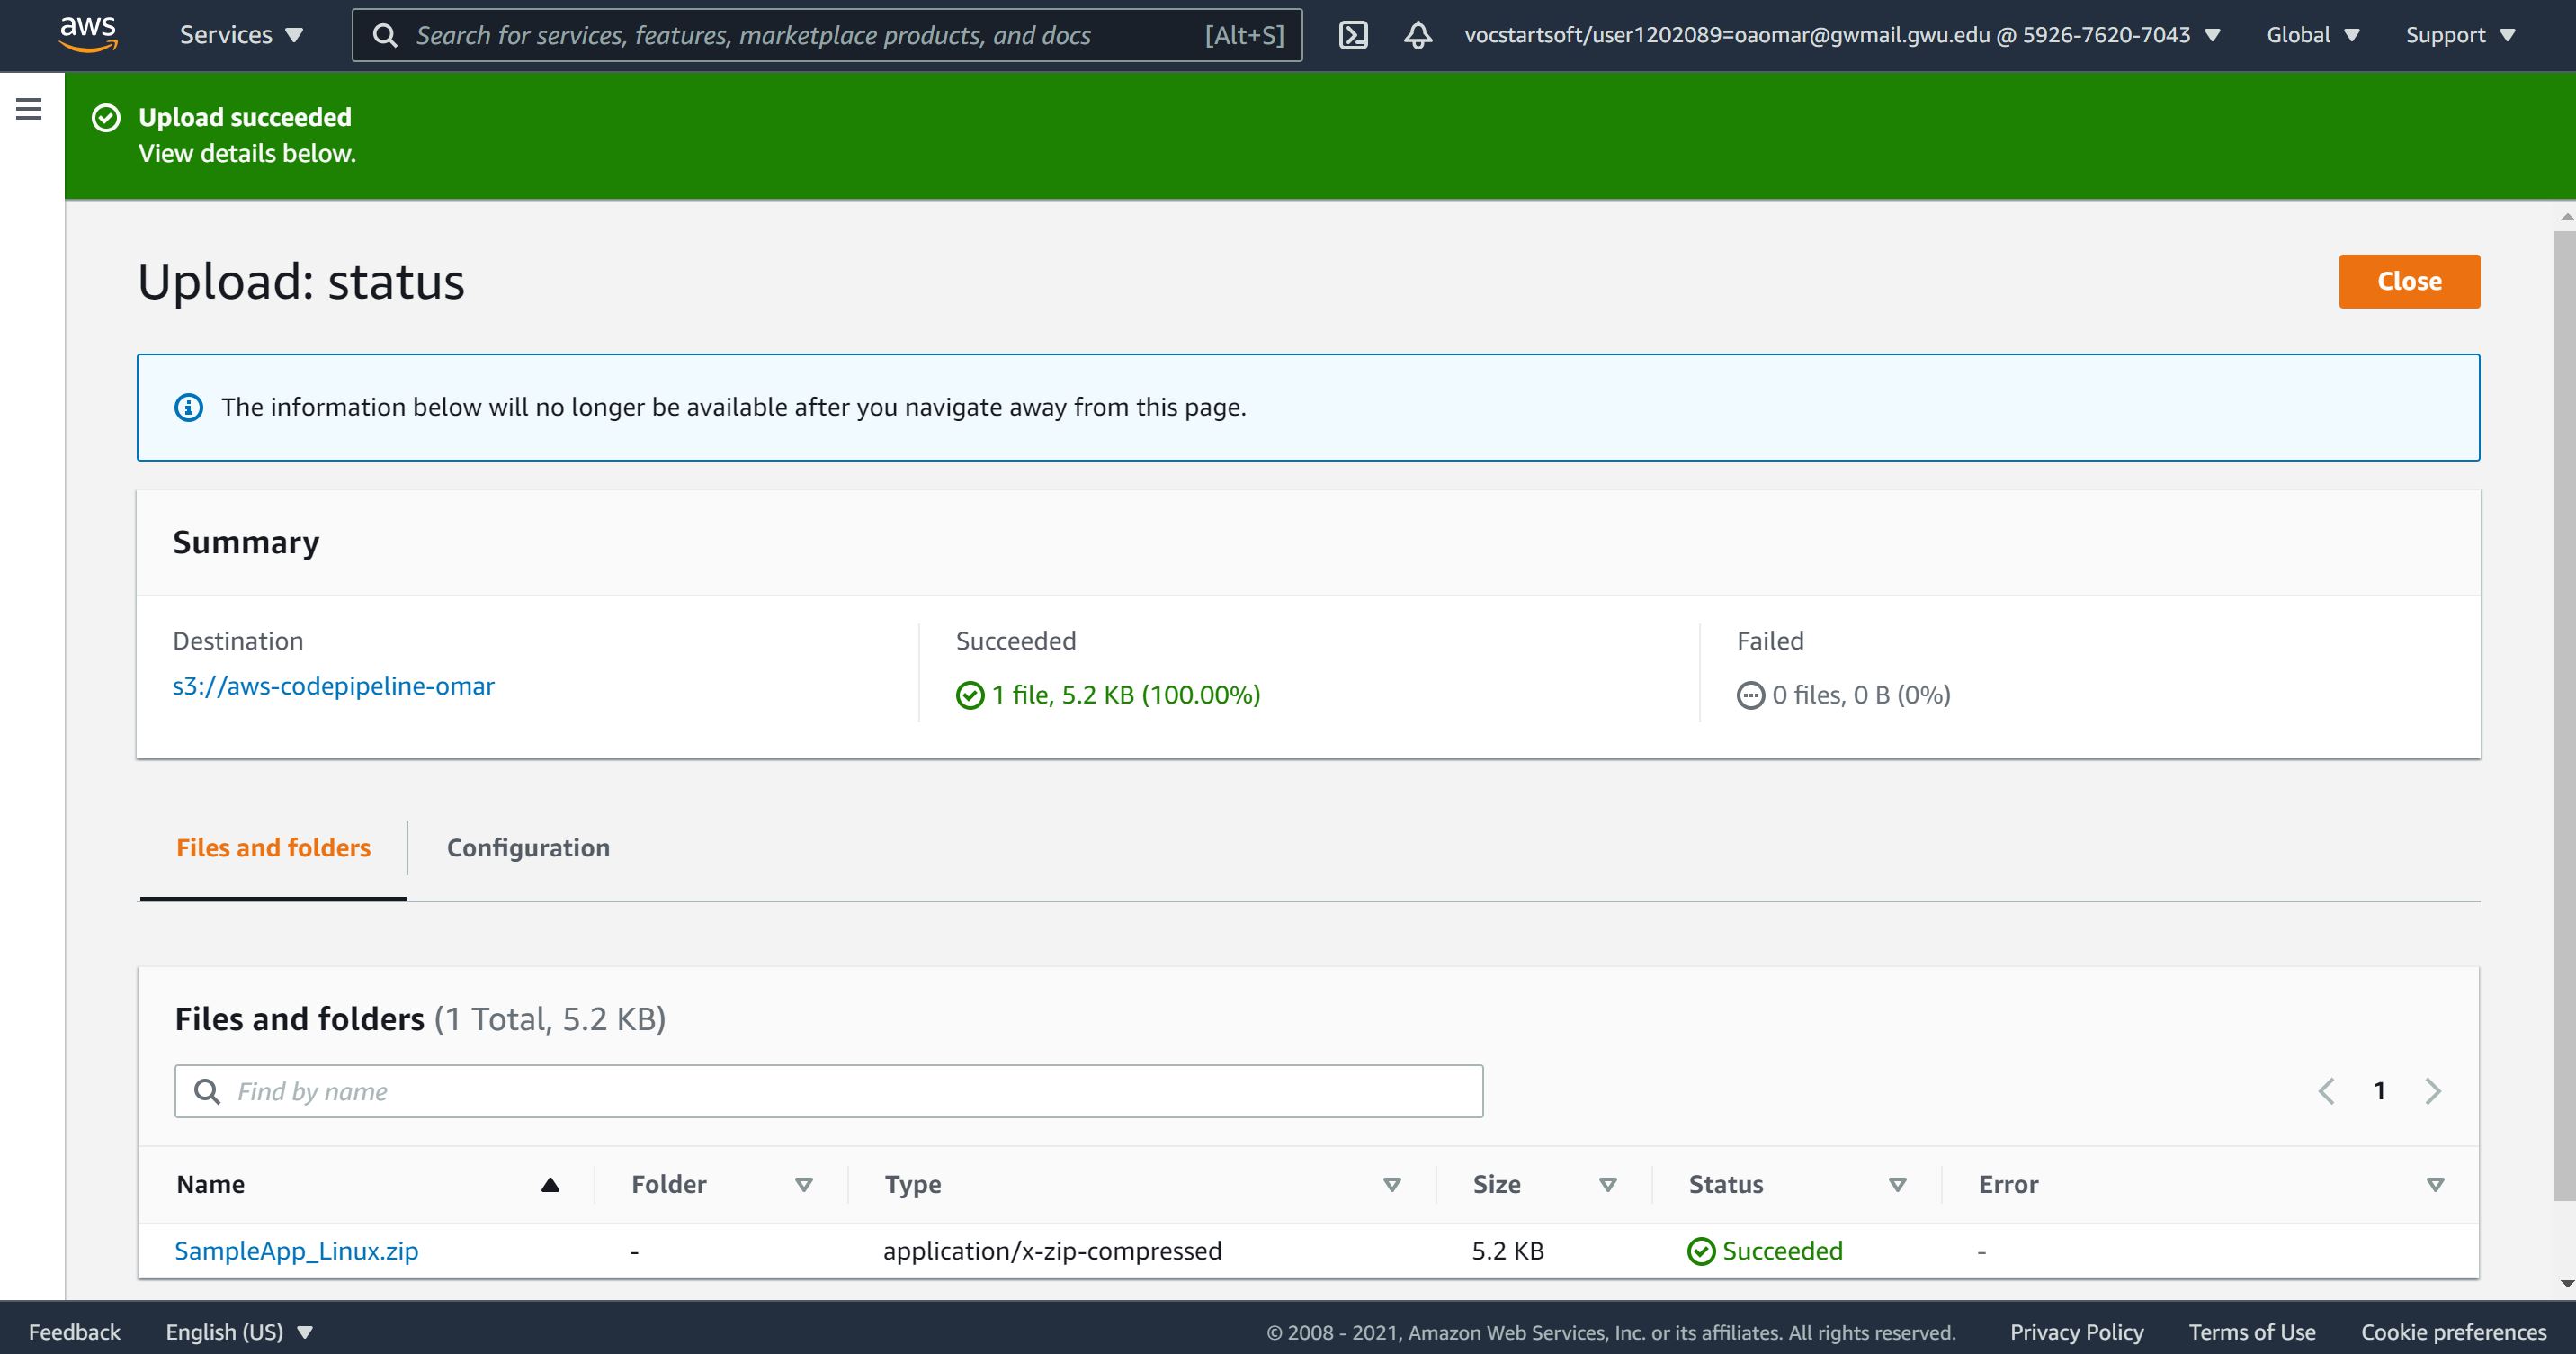 aws Services Search for services, features, marketplace products, and docs [Alt+S] vocstartsoft/user1202089=oaomar@gwmail.gwu.edu @ 5926-7620-7043 Global Support
Upload succeeded
View details below.
Upload: status Close
The information below will no longer be available after you navigate away from this page.
Summary
Destination Succeeded Failed
s3://aws-codepipeline-omar 1 file, 5.2 KB (100.00%) 0 files, 0 B (0%)
Files and folders Configuration
Files and folders (1 Total, 5.2 KB)
Find by name 1
Name Folder Type Size Status Error
SampleApp_Linux.zip - application/x-zip-compressed 5.2 KB Succeeded -
Feedback English (US) © 2008 - 2021, Amazon Web Services, Inc. or its affiliates. All rights reserved. Privacy Policy Terms of Use Cookie preferences